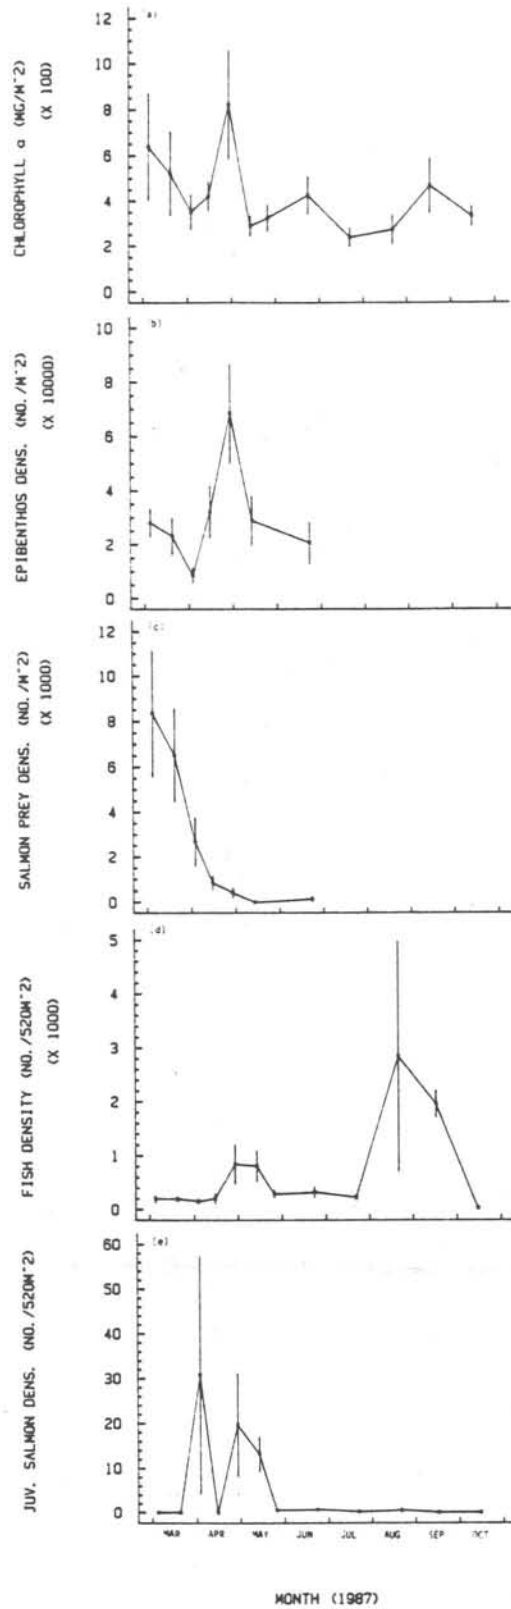 (a)
CHLOROPHYLL a (MG/M^2)
(X 100)
12
10
8
6
4
2
0
(b)
EPIBENTHOS DENS. (NO./M^2)
(X 10000)
10
8
6
4
2
0
(c)
SALMON PREY DENS. (NO./M^2)
(X 1000)
12
10
8
6
4
2
0
(d)
FISH DENSITY (NO./520M^2)
(X 1000)
5
4
3
2
1
0
(e)
JUV. SALMON DENS. (NO./520M^2)
60
50
40
30
20
10
0
MAR APR MAY JUN JUL AUG SEP OCT
MONTH (1987)